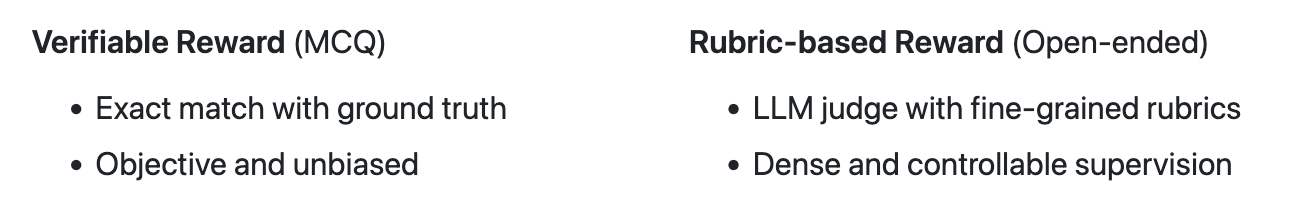 Verifiable Reward (MCQ)
• Exact match with ground truth
• Objective and unbiased
Rubric-based Reward (Open-ended)
• LLM judge with fine-grained rubrics
• Dense and controllable supervision